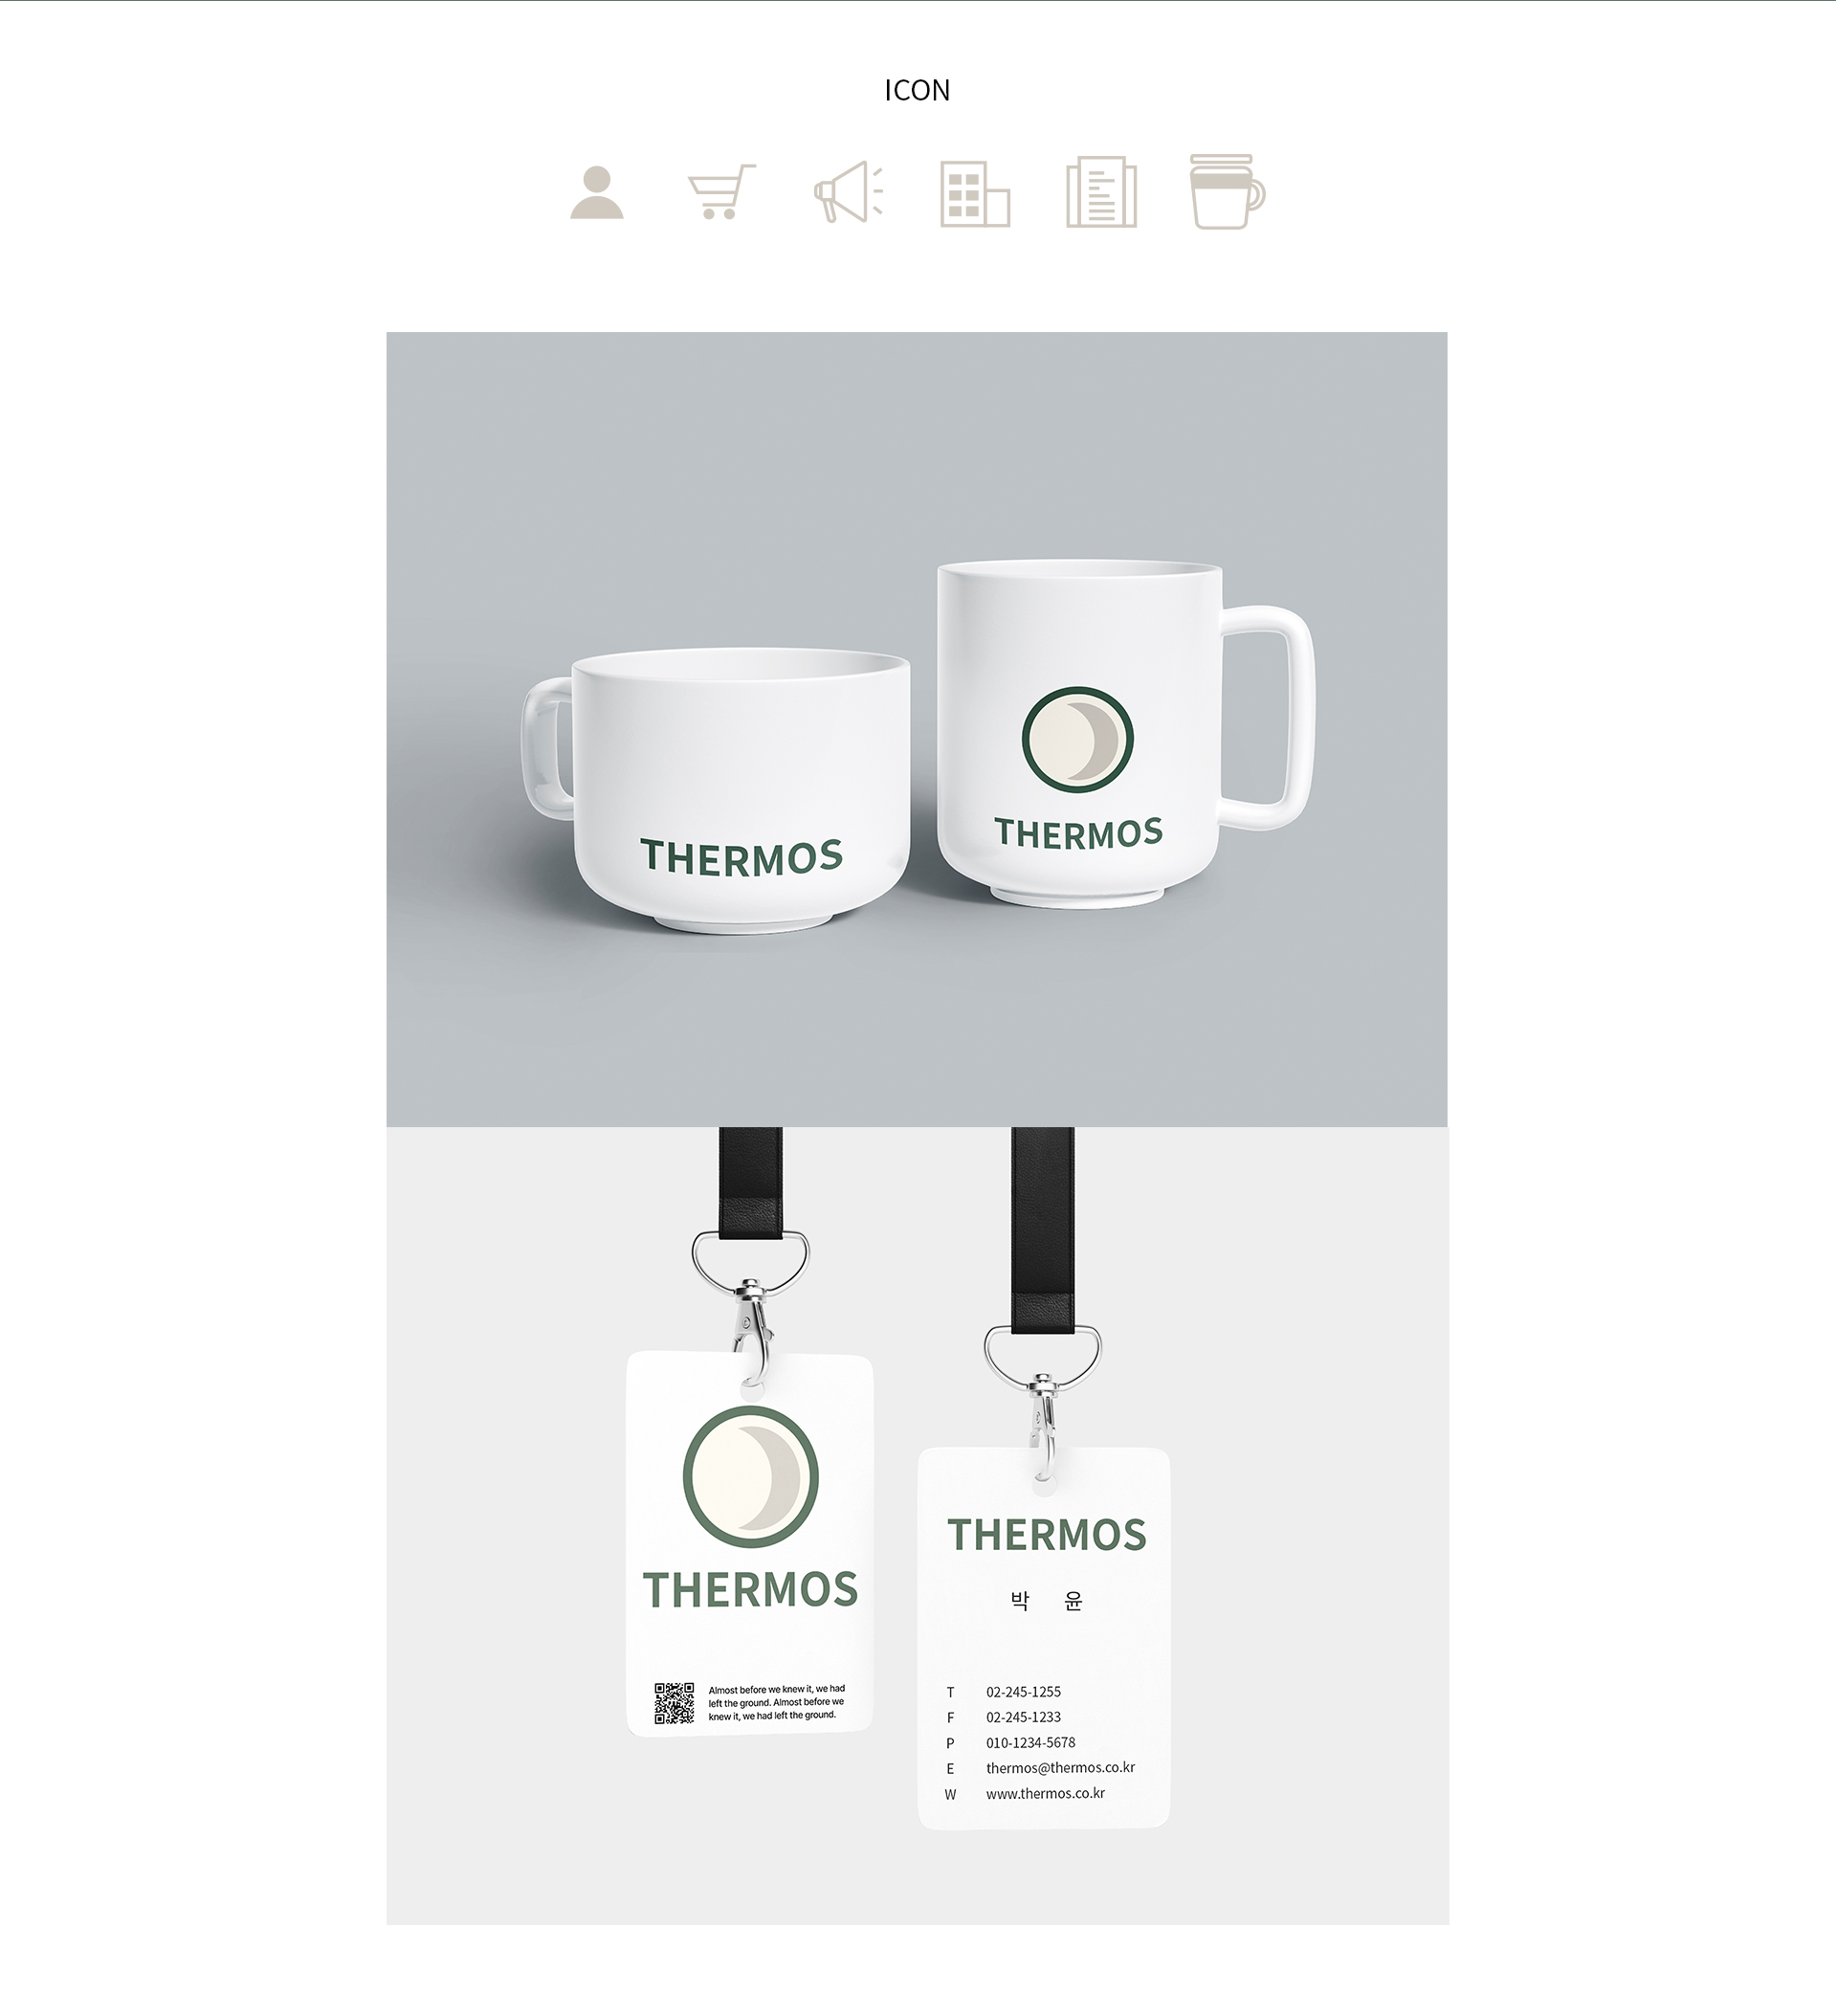 ICON
THERMOS
THERMOS
THERMOS
Almost before we knew it, we had
left the ground. Almost before we
knew it, we had left the ground.
THERMOS
박 윤
T 02-245-1255
F 02-245-1233
P 010-1234-5678
E thermos@thermos.co.kr
W www.thermos.co.kr